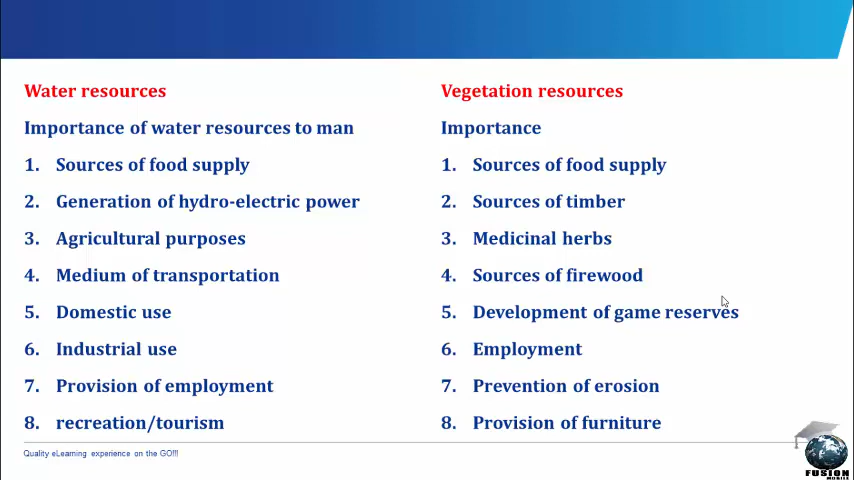 Water resources
Importance of water resources to man
1. Sources of food supply
2. Generation of hydro-electric power
3. Agricultural purposes
4. Medium of transportation
5. Domestic use
6. Industrial use
7. Provision of employment
8. recreation/tourism
Vegetation resources
Importance
1. Sources of food supply
2. Sources of timber
3. Medicinal herbs
4. Sources of firewood
5. Development of game reserves
6. Employment
7. Prevention of erosion
8. Provision of furniture
Quality eLearning experience on the GO!!!
FUSION
MOBILE